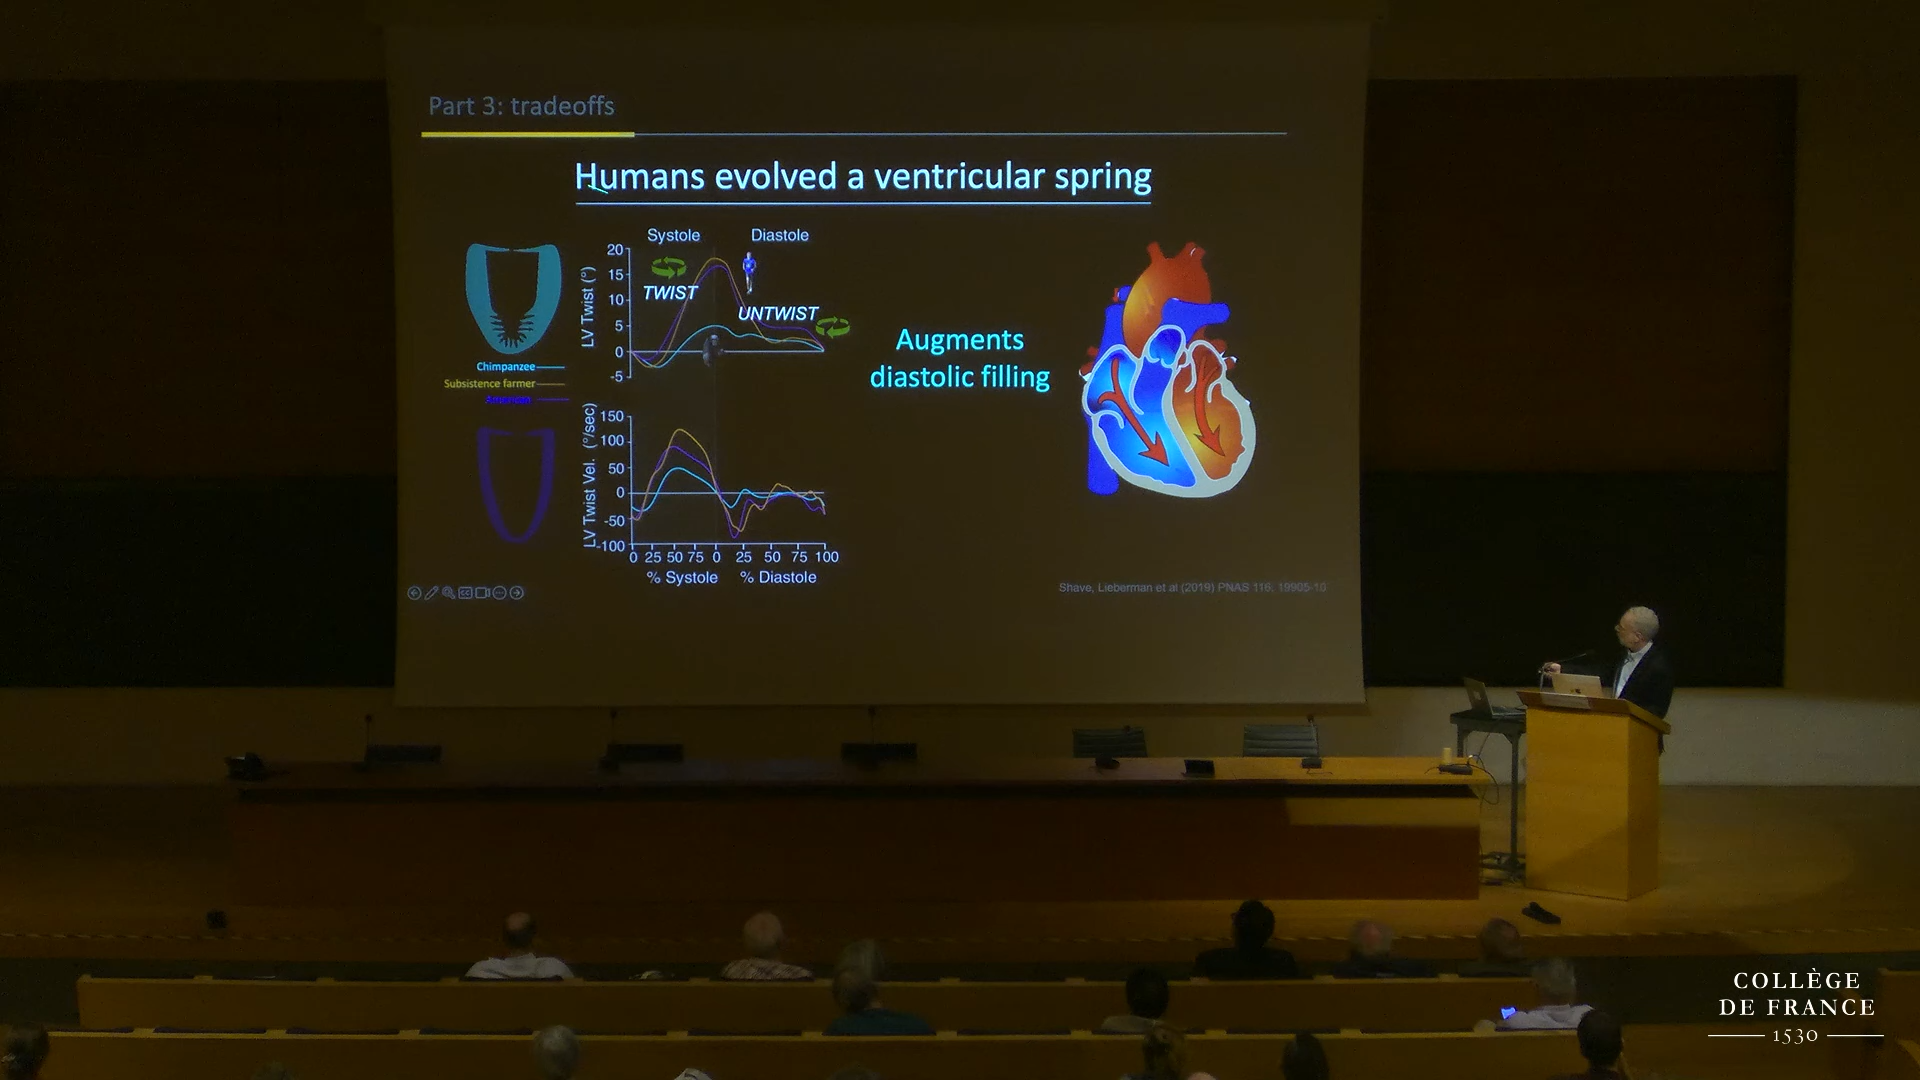 Part 3: tradeoffs
Humans evolved a ventricular spring
Systole
Diastole
LV Twist (°)
20
15
10
5
0
-5
TWIST
UNTWIST
Chimpanzee
Subsistence farmer
American
Augments
diastolic filling
LV Twist Vel. (°/sec)
150
100
50
0
-50
-100
0 25 50 75 0 25 50 75 100
% Systole
% Diastole
Shave, Lieberman et al (2019) PNAS 116, 19905-10
COLLÈGE
DE FRANCE
1530